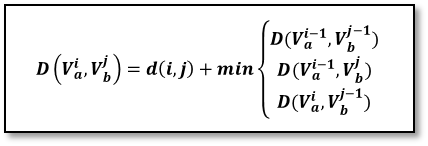 D(V_a^i, V_b^j) = d(i, j) + min { D(V_a^{i-1}, V_b^{j-1})
D(V_a^{i-1}, V_b^j)
D(V_a^i, V_b^{j-1})